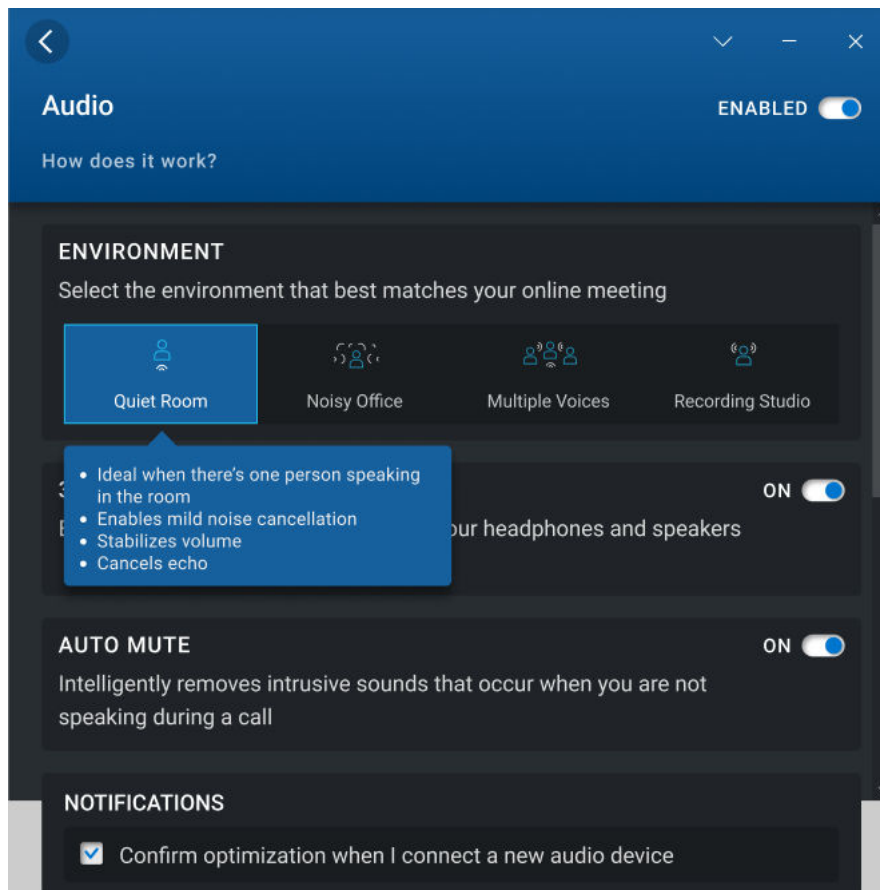 Audio
ENABLED
How does it work?
ENVIRONMENT
Select the environment that best matches your online meeting
Quiet Room
Noisy Office
Multiple Voices
Recording Studio
• Ideal when there's one person speaking
in the room
• Enables mild noise cancellation
• Stabilizes volume
• Cancels echo
ON
our headphones and speakers
AUTO MUTE
ON
Intelligently removes intrusive sounds that occur when you are not
speaking during a call
NOTIFICATIONS
Confirm optimization when I connect a new audio device